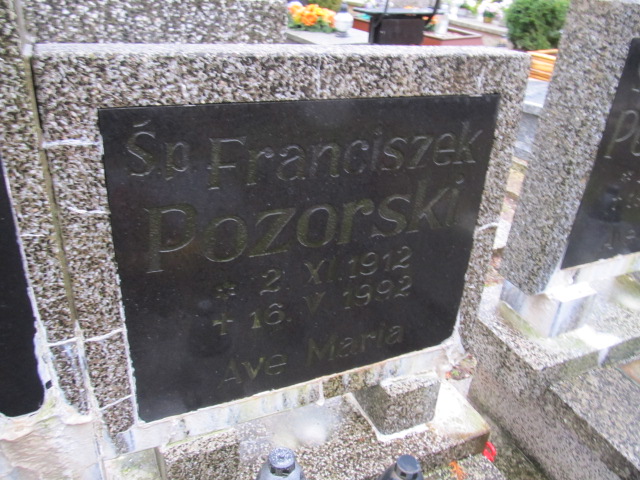 Śp Franciszek
Pozorski
* 2. XI. 1912
+ 16. V. 1992
Ave Maria